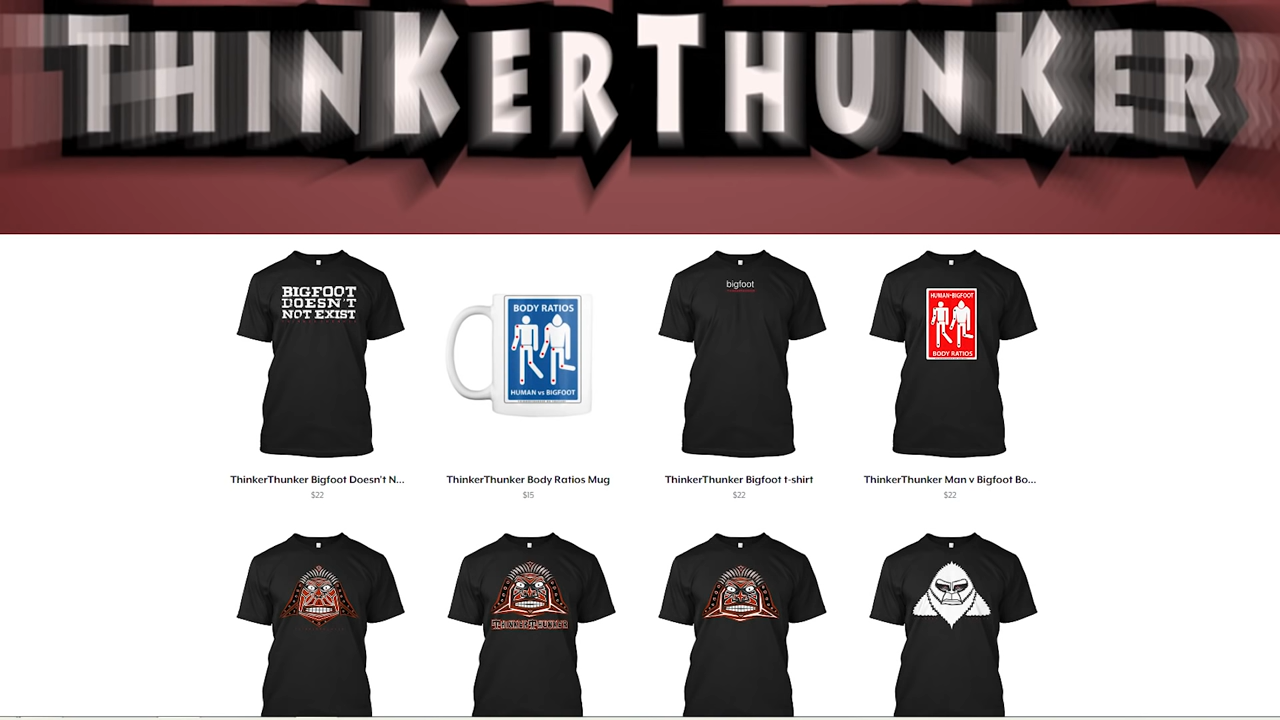 THINKERTHUNKER
BIGFOOT
DOESN'T
NOT EXIST
BODY RATIOS
HUMAN vs BIGFOOT
bigfoot
HUMAN-BIGFOOT
BODY RATIOS
ThinkerThunker Bigfoot Doesn't N...
$22
ThinkerThunker Body Ratios Mug
$15
ThinkerThunker Bigfoot t-shirt
$22
ThinkerThunker Man v Bigfoot Bo...
$22
THINKERTHUNKER